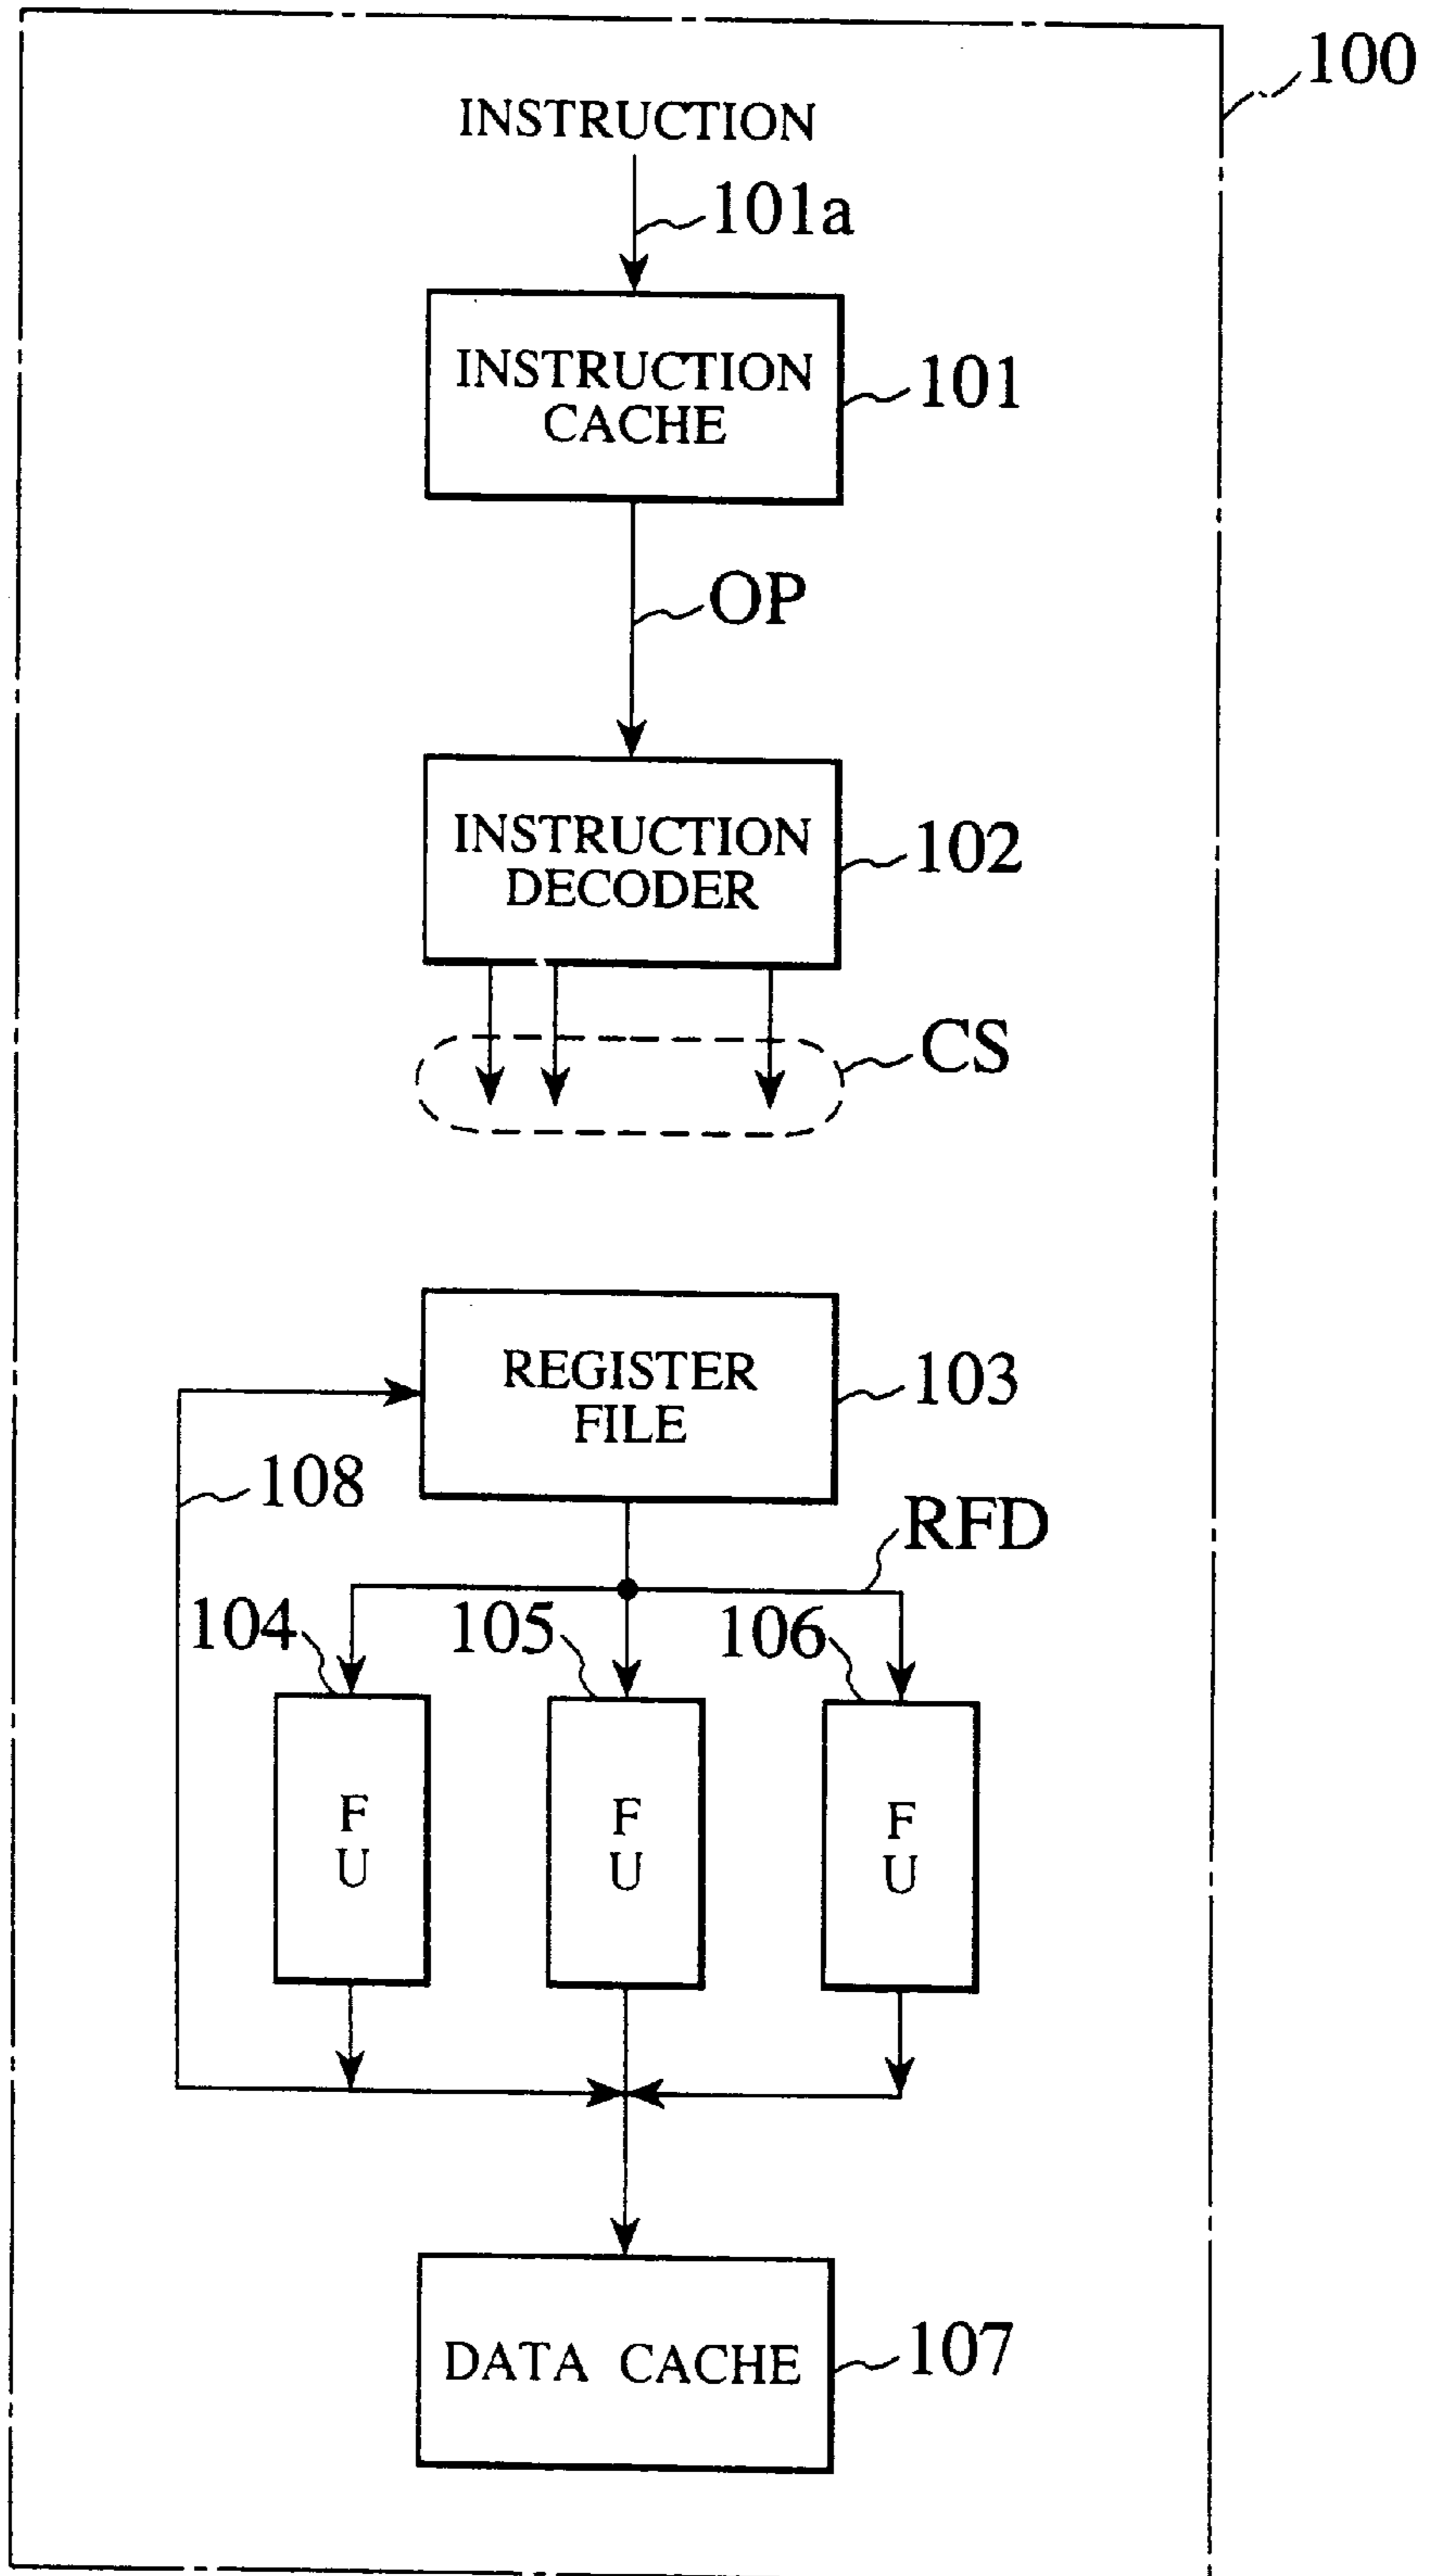 100
INSTRUCTION
101a
INSTRUCTION
CACHE
101
OP
INSTRUCTION
DECODER
102
CS
REGISTER
FILE
103
108
RFD
104
105
106
F
U
F
U
F
U
DATA CACHE
107